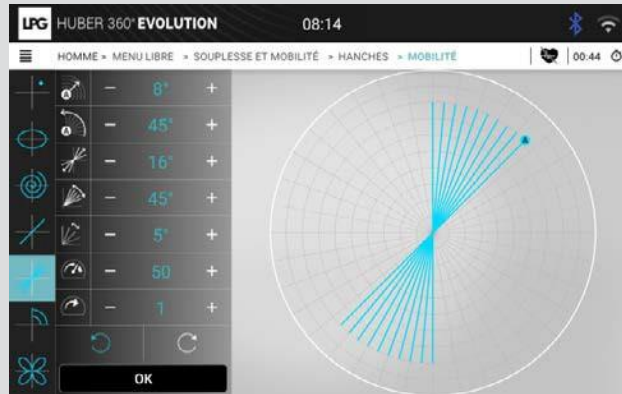 LPG HUBER 360° EVOLUTION 08:14
HOMME » MENU LIBRE » SOUPLESSE ET MOBILITÉ » HANCHES » MOBILITÉ 00:44
A − 8° +
A − 45° +
− 16° +
− 45° +
− 5° +
− 50 +
− 1 +
OK
A